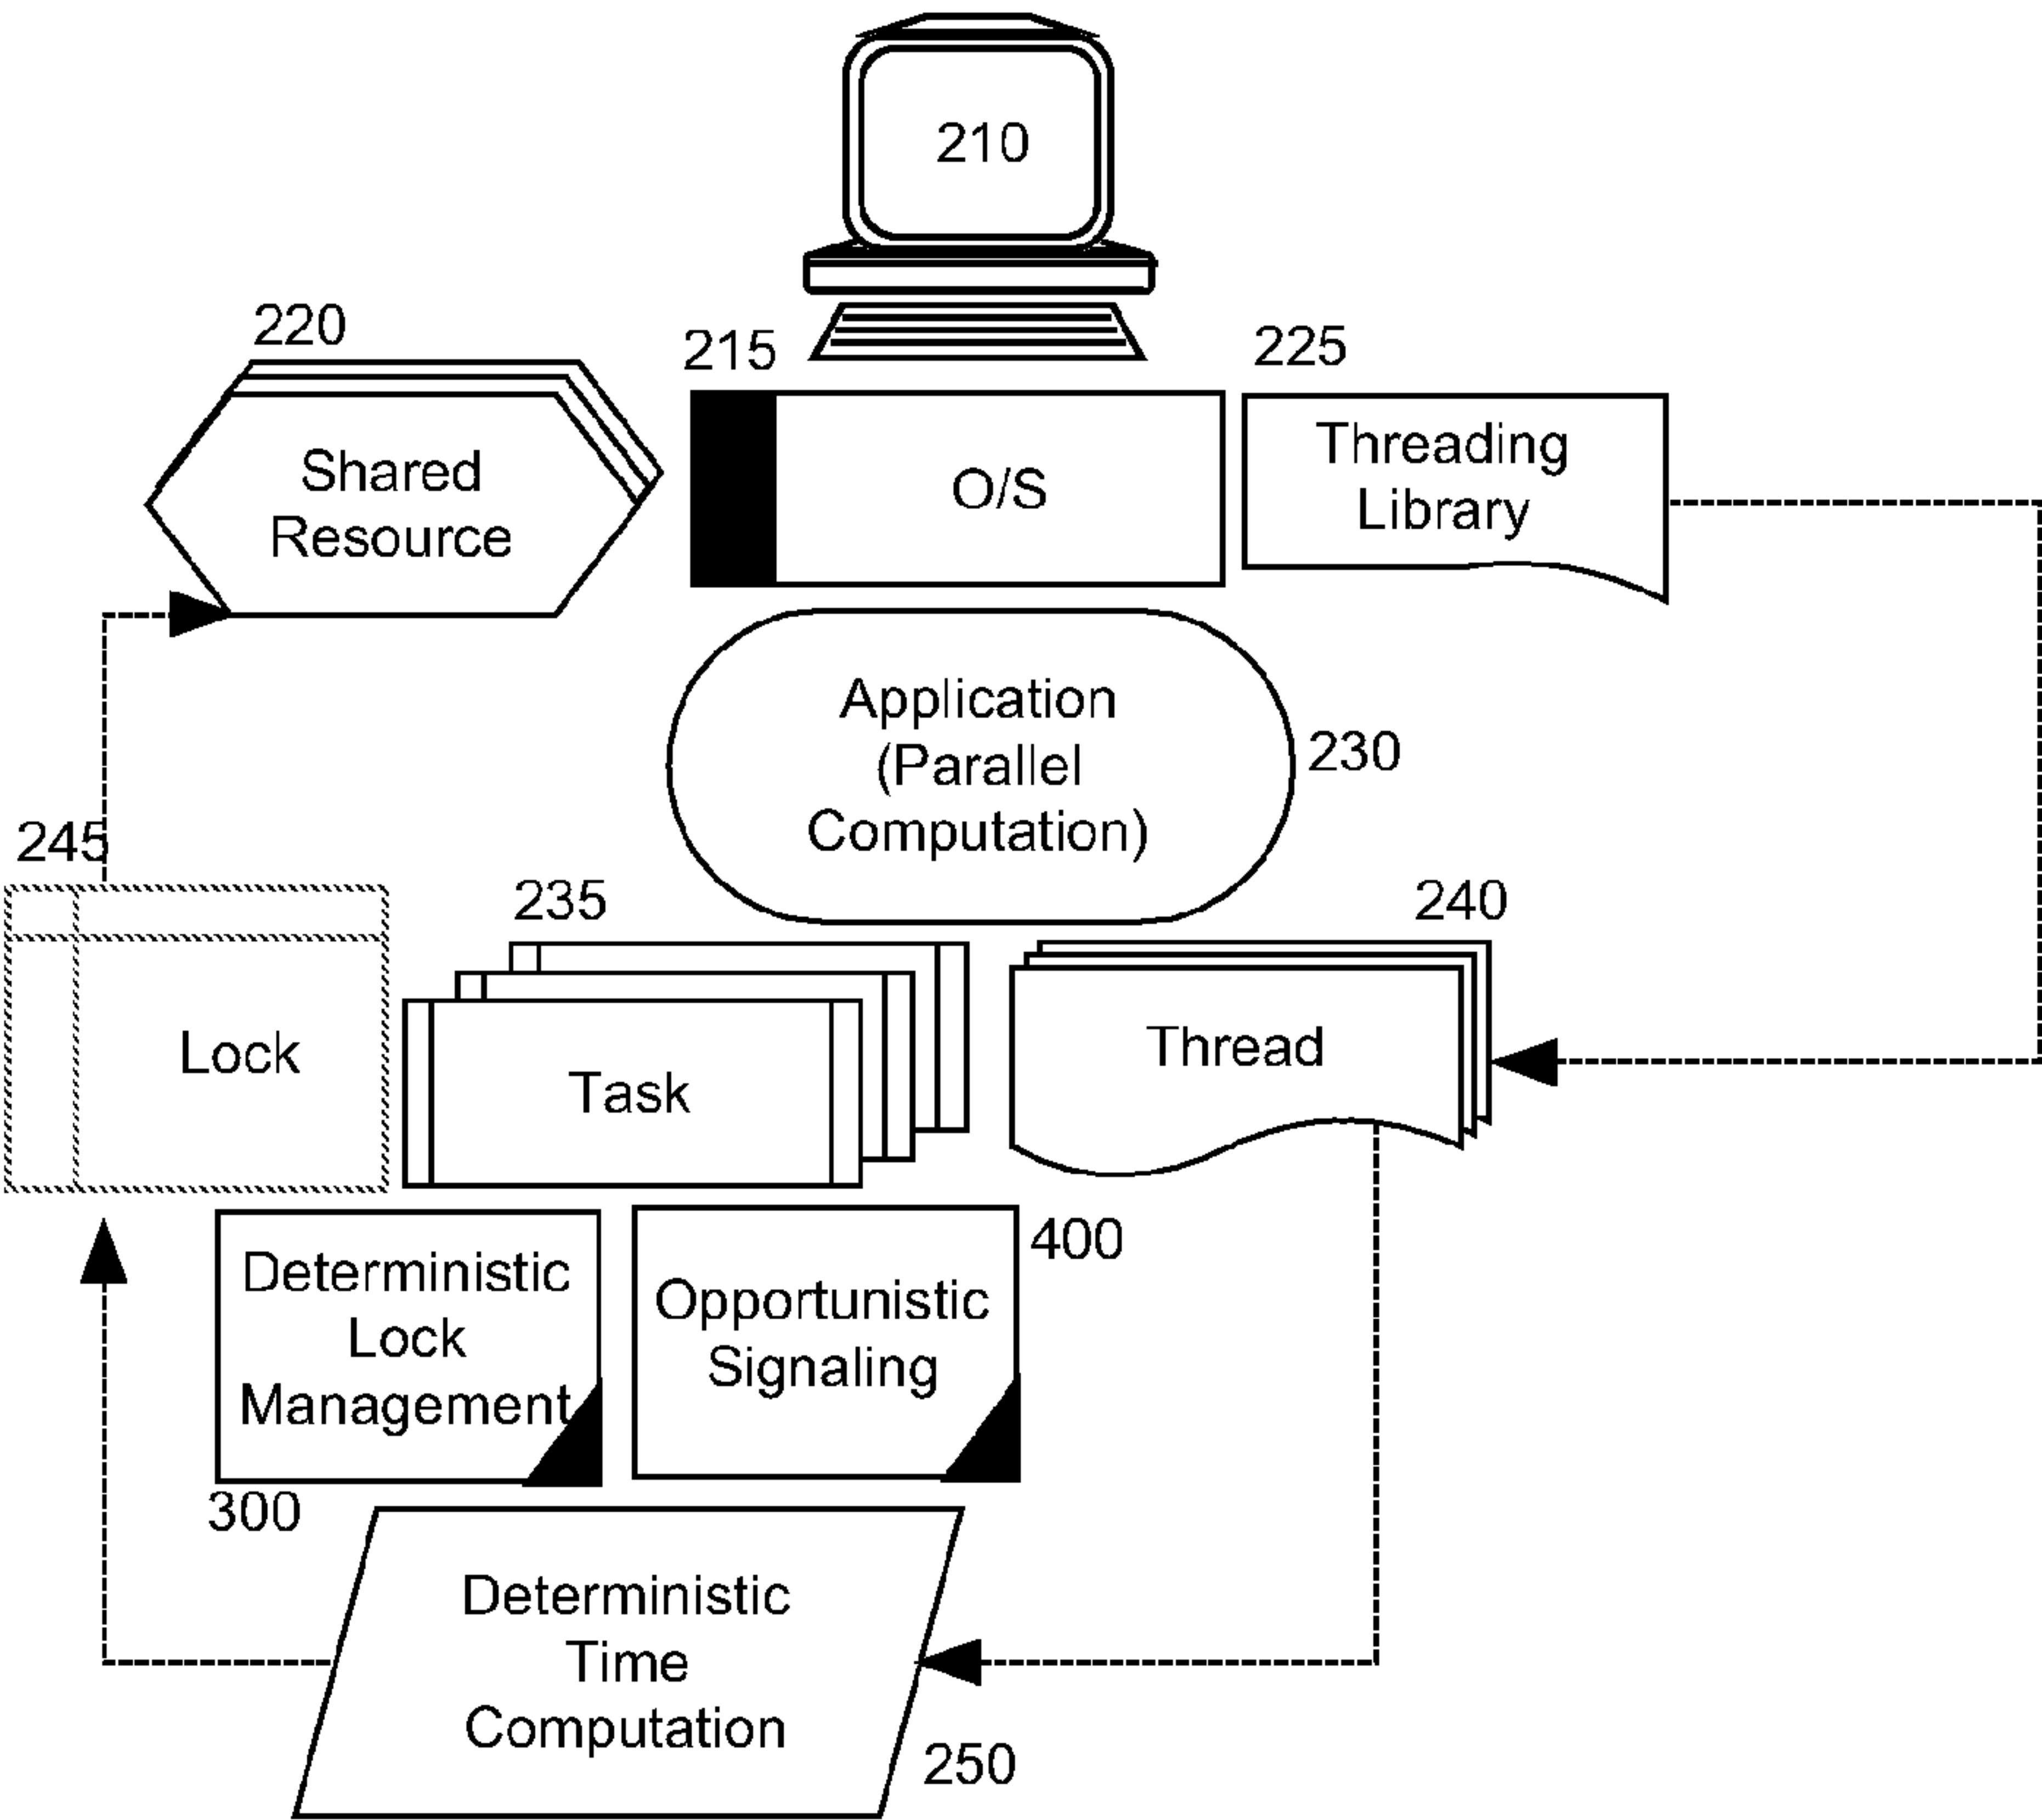 210
220
215
225
Shared
Resource
O/S
Threading
Library
Application
(Parallel
Computation)
230
245
235
240
Lock
Task
Thread
Deterministic
Lock
Management
300
Opportunistic
Signaling
400
Deterministic
Time
Computation
250